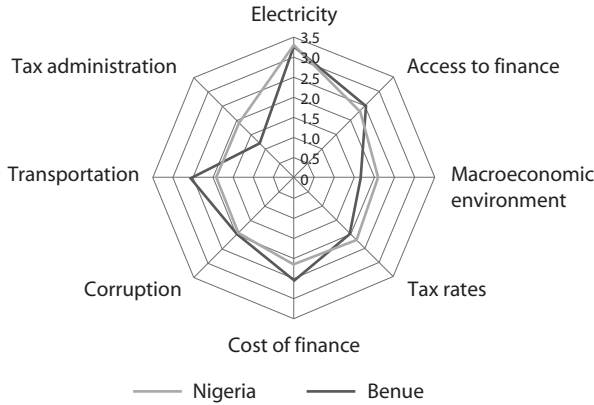 Electricity
3.5
3.0
2.5
2.0
1.5
1.0
0.5
0
Tax administration
Access to finance
Transportation
Macroeconomic
environment
Corruption
Tax rates
Cost of finance
Nigeria
Benue